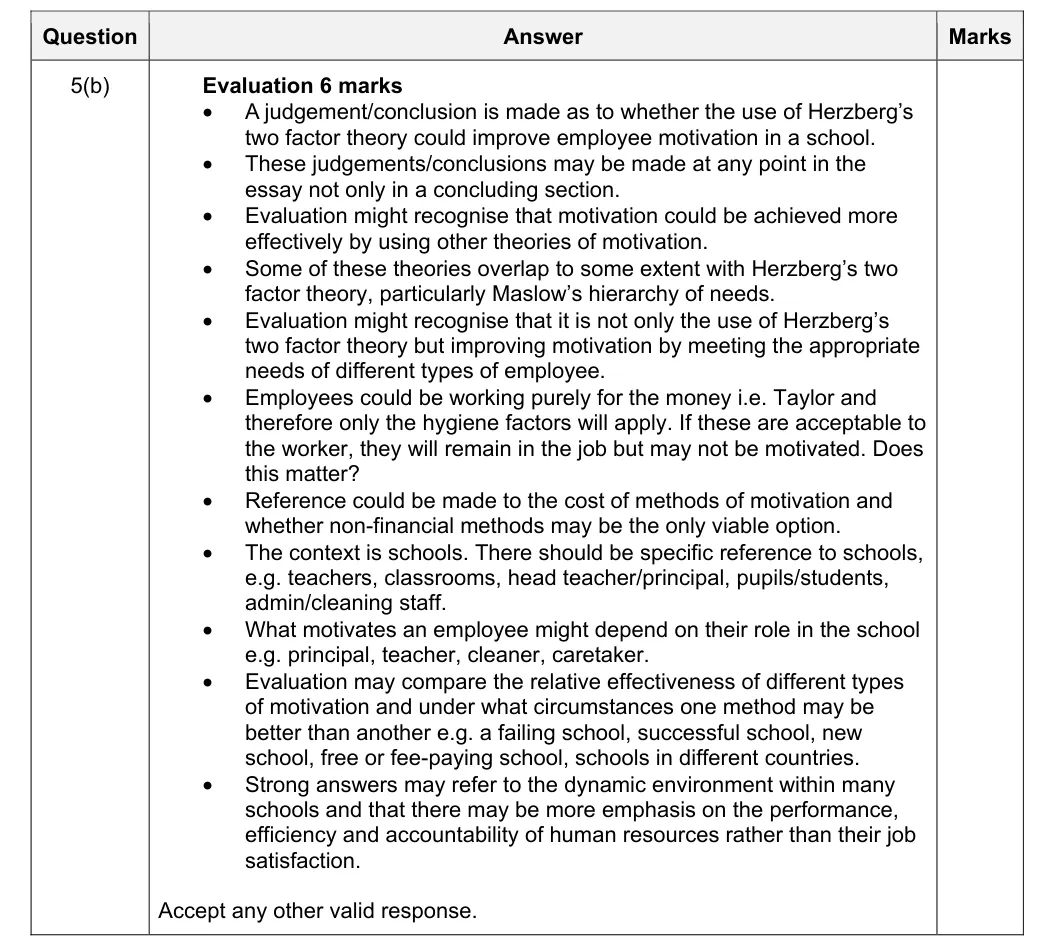 Question Answer Marks
5(b)
Evaluation 6 marks
• A judgement/conclusion is made as to whether the use of Herzberg’s
two factor theory could improve employee motivation in a school.
• These judgements/conclusions may be made at any point in the
essay not only in a concluding section.
• Evaluation might recognise that motivation could be achieved more
effectively by using other theories of motivation.
• Some of these theories overlap to some extent with Herzberg’s two
factor theory, particularly Maslow’s hierarchy of needs.
• Evaluation might recognise that it is not only the use of Herzberg’s
two factor theory but improving motivation by meeting the appropriate
needs of different types of employee.
• Employees could be working purely for the money i.e. Taylor and
therefore only the hygiene factors will apply. If these are acceptable to
the worker, they will remain in the job but may not be motivated. Does
this matter?
• Reference could be made to the cost of methods of motivation and
whether non-financial methods may be the only viable option.
• The context is schools. There should be specific reference to schools,
e.g. teachers, classrooms, head teacher/principal, pupils/students,
admin/cleaning staff.
• What motivates an employee might depend on their role in the school
e.g. principal, teacher, cleaner, caretaker.
• Evaluation may compare the relative effectiveness of different types
of motivation and under what circumstances one method may be
better than another e.g. a failing school, successful school, new
school, free or fee-paying school, schools in different countries.
• Strong answers may refer to the dynamic environment within many
schools and that there may be more emphasis on the performance,
efficiency and accountability of human resources rather than their job
satisfaction.
Accept any other valid response.